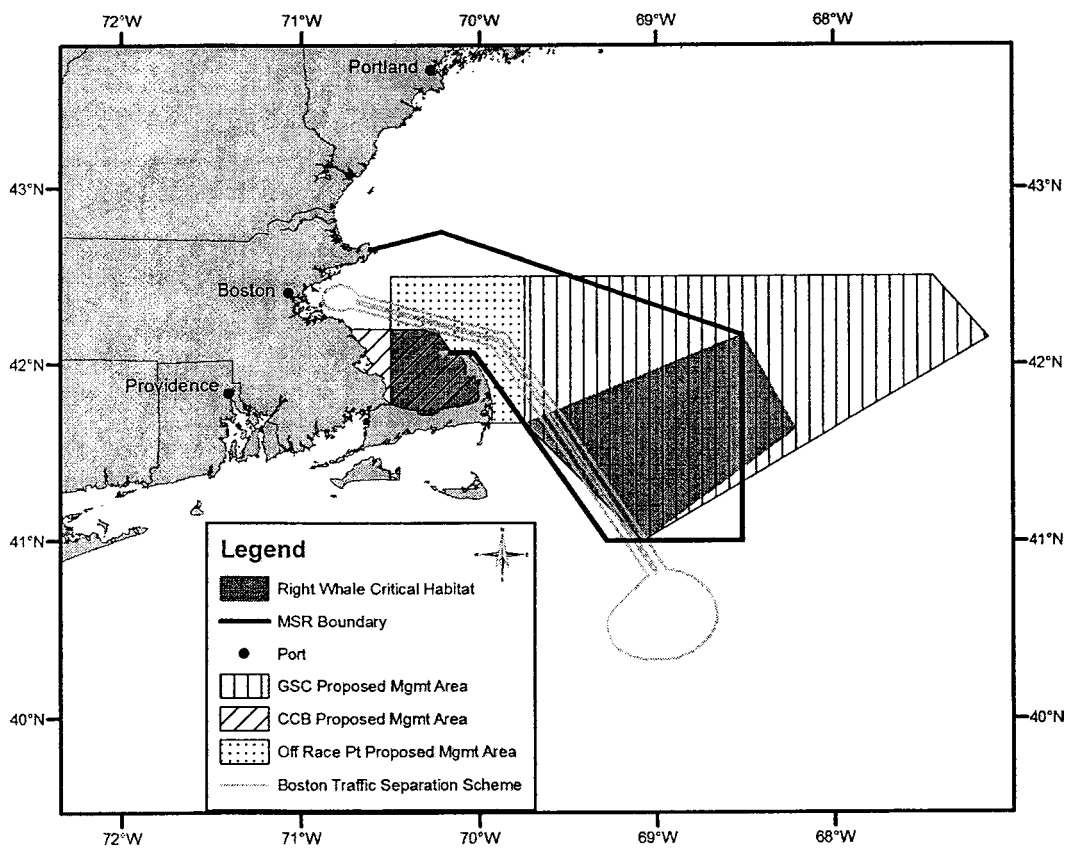 72°W 71°W 70°W 69°W 68°W
Portland
43°N 43°N
Boston
42°N 42°N
Providence
41°N 41°N
Legend
Right Whale Critical Habitat
MSR Boundary
Port
GSC Proposed Mgmt Area
CCB Proposed Mgmt Area
Off Race Pt Proposed Mgmt Area
Boston Traffic Separation Scheme
40°N 40°N
72°W 71°W 70°W 69°W 68°W